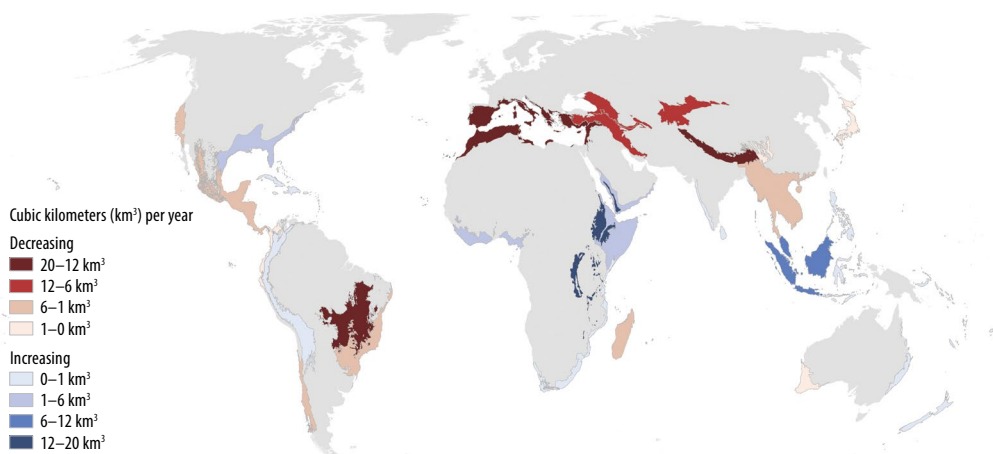 Cubic kilometers (km³) per year
Decreasing
20–12 km³
12–6 km³
6–1 km³
1–0 km³
Increasing
0–1 km³
1–6 km³
6–12 km³
12–20 km³